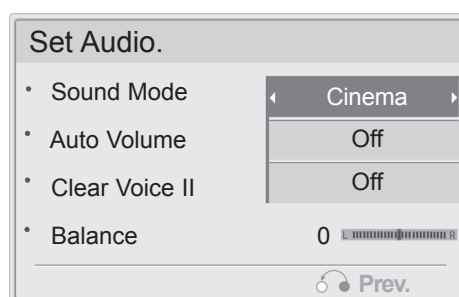 Set Audio.
• Sound Mode Cinema
• Auto Volume Off
• Clear Voice II Off
• Balance 0 L R
Prev.